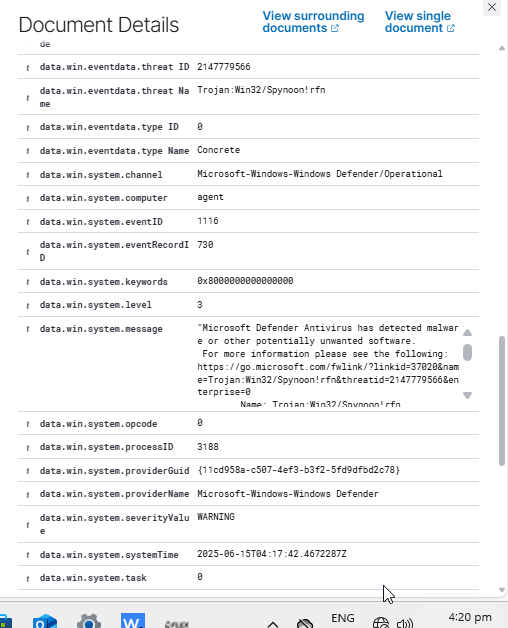 Document Details
View surrounding
documents
View single
document
de
t data.win.eventdata.threat ID 2147779566
t data.win.eventdata.threat Na Trojan:Win32/Spynoon!rfn
me
t data.win.eventdata.type ID 0
t data.win.eventdata.type Name Concrete
t data.win.system.channel Microsoft-Windows-Windows Defender/Operational
t data.win.system.computer agent
t data.win.system.eventID 1116
t data.win.system.eventRecordI 730
D
t data.win.system.keywords 0x8000000000000000
t data.win.system.level 3
t data.win.system.message "Microsoft Defender Antivirus has detected malwar
e or other potentially unwanted software.
For more information please see the following:
https://go.microsoft.com/fwlink/?linkid=37020&nam
e=Trojan:Win32/Spynoon!rfn&threatid=2147779566&en
terprise=0
Name: Trojan:Win32/Spynoon!rfn
t data.win.system.opcode 0
t data.win.system.processID 3188
t data.win.system.providerGuid {11cd958a-c507-4ef3-b3f2-5fd9dfbd2c78}
t data.win.system.providerName Microsoft-Windows-Windows Defender
t data.win.system.severityValu WARNING
e
t data.win.system.systemTime 2025-06-15T04:17:42.4672287Z
t data.win.system.task 0
W
ENG
4:20 pm